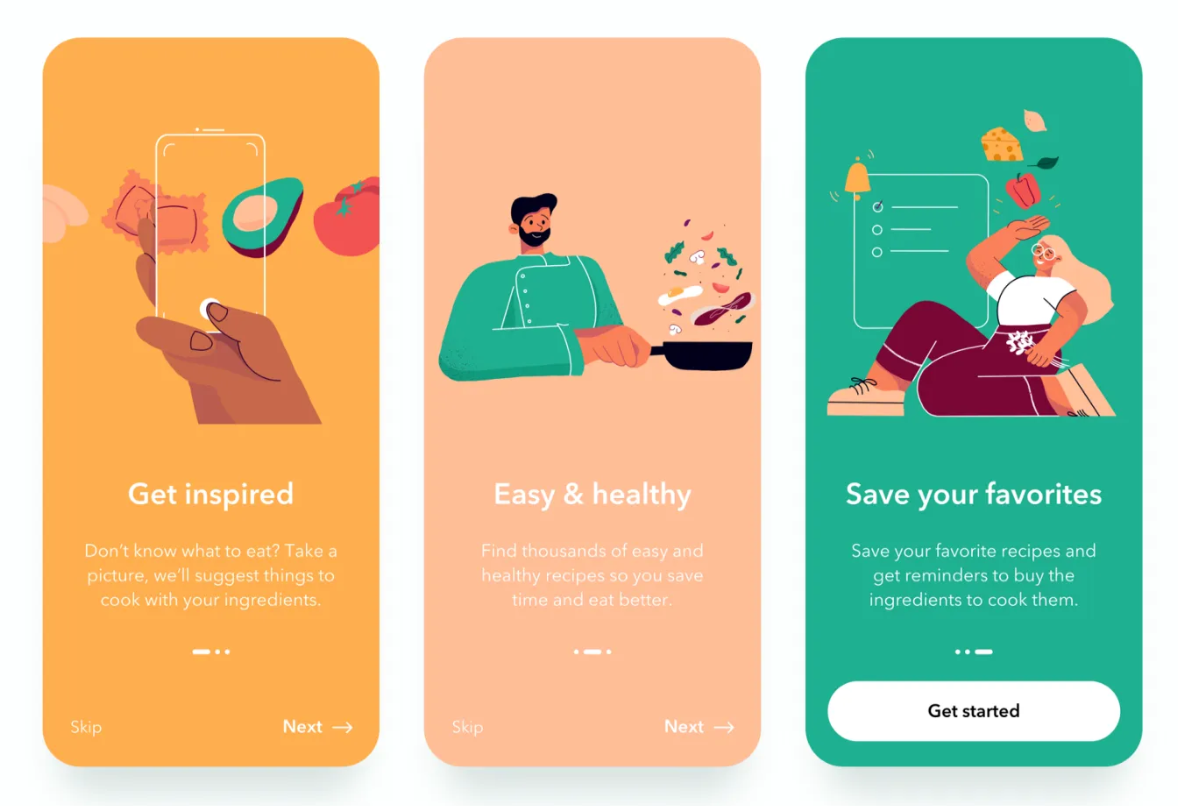 Get inspired
Don't know what to eat? Take a
picture, we'll suggest things to
cook with your ingredients.
Skip
Next →
Easy & healthy
Find thousands of easy and
healthy recipes so you save
time and eat better.
Skip
Next →
Save your favorites
Save your favorite recipes and
get reminders to buy the
ingredients to cook them.
Get started